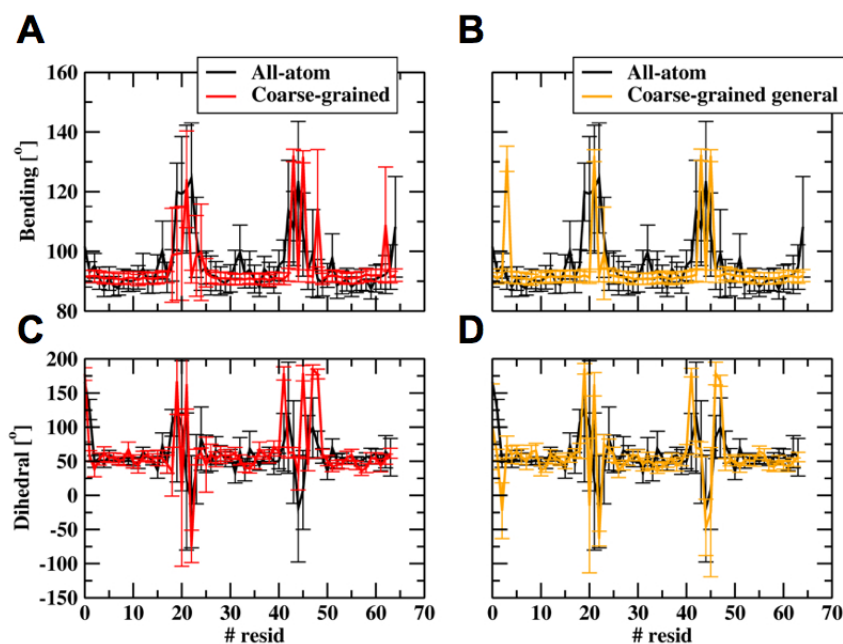 A
B
All-atom
Coarse-grained
All-atom
Coarse-grained general
160
140
120
100
80
Bending [°]
C
D
200
150
100
50
0
-50
-100
-150
Dihedral [°]
0 10 20 30 40 50 60 70
# resid
0 10 20 30 40 50 60 70
# resid